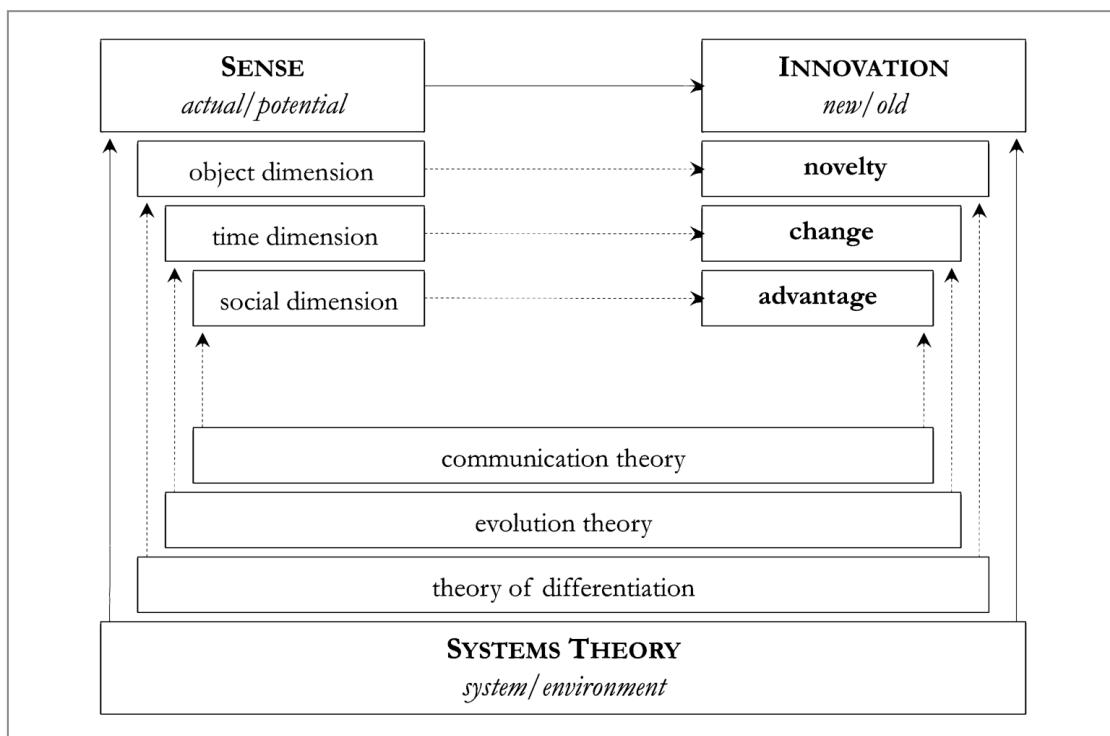 SENSE
actual/potential
INNOVATION
new/old
object dimension
novelty
time dimension
change
social dimension
advantage
communication theory
evolution theory
theory of differentiation
SYSTEMS THEORY
system/environment